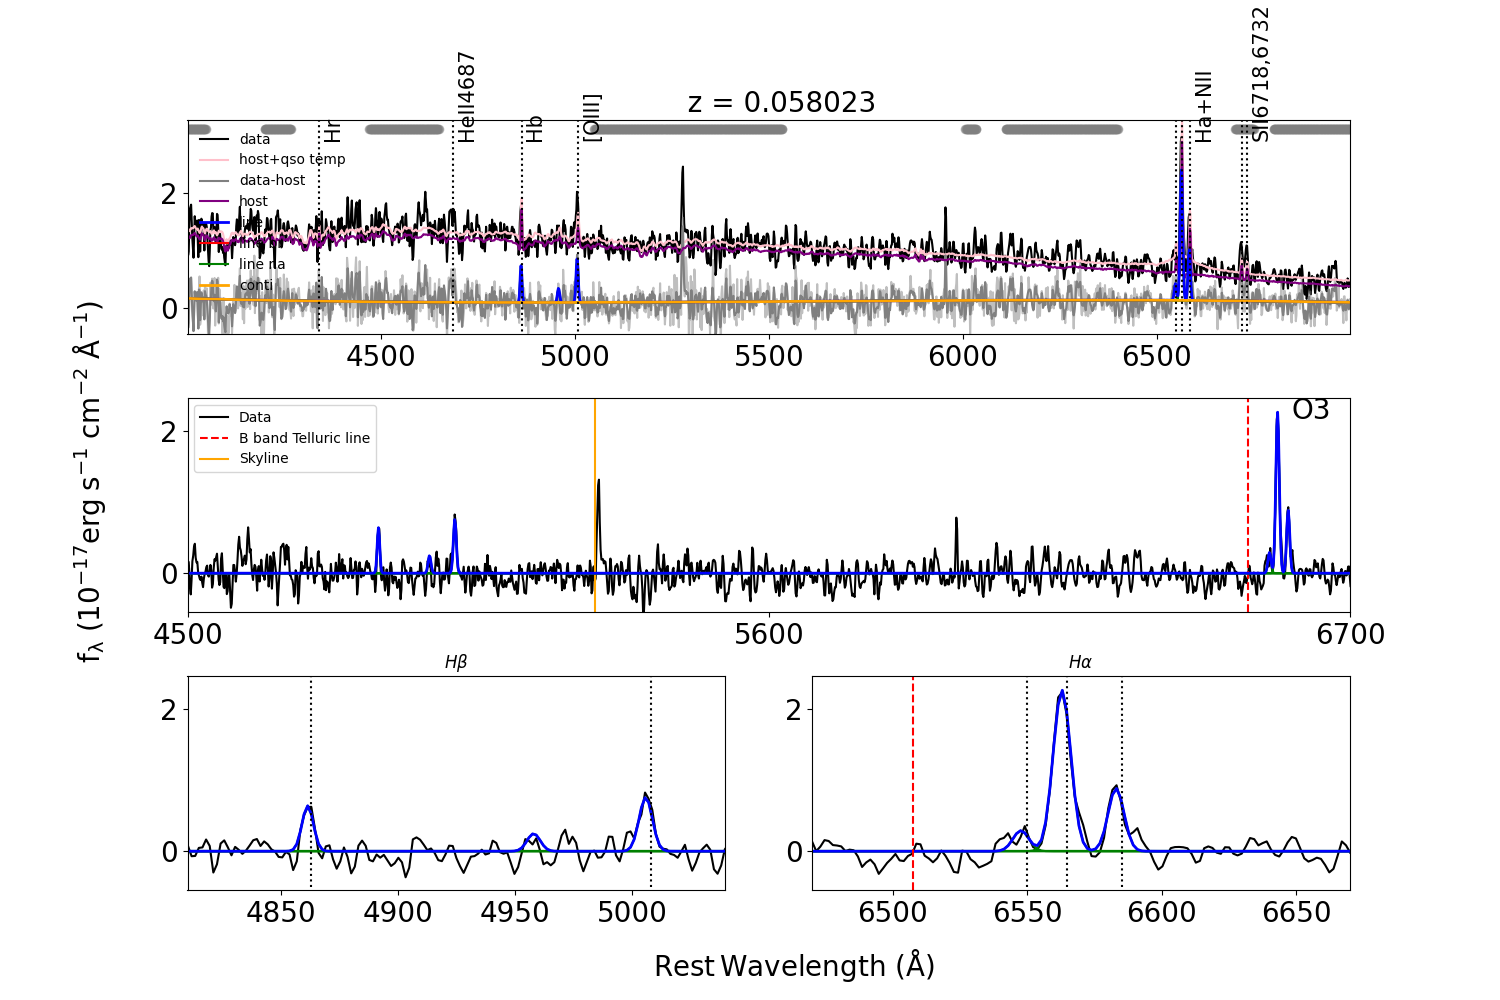 z = 0.058023
Hr
HeII4687
Hb
[OIII]
Ha+NII
SII6718,6732
data
host+qso temp
data-host
host
line na
conti
2
0
4500
5000
5500
6000
6500
Data
B band Telluric line
Skyline
O3
2
0
4500
5600
6700
fλ (10⁻¹⁷erg s⁻¹ cm⁻² Å⁻¹)
Hβ
2
0
4850
4900
4950
5000
Hα
2
0
6500
6550
6600
6650
Rest Wavelength (Å)